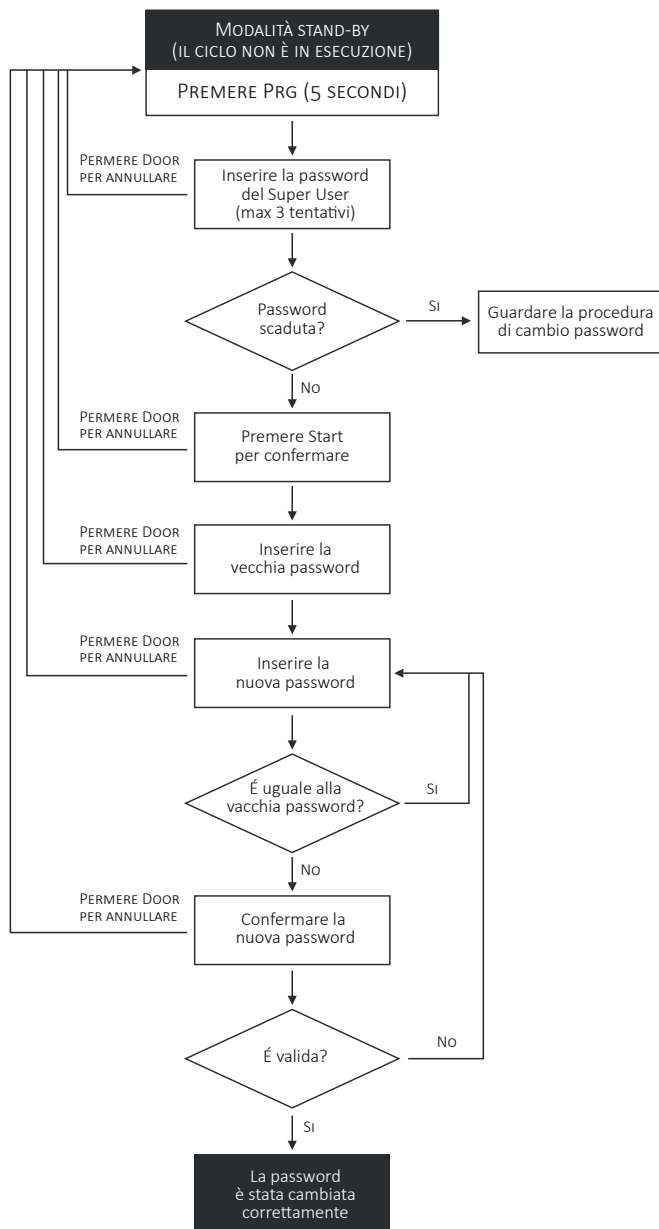 Modalità stand-by
(il ciclo non è in esecuzione)
Premere Prg (5 secondi)
Permere Door
per annullare
Inserire la password
del Super User
(max 3 tentativi)
Password
scaduta?
Si
Guardare la procedura
di cambio password
No
Permere Door
per annullare
Premere Start
per confermare
Permere Door
per annullare
Inserire la
vecchia password
Permere Door
per annullare
Inserire la
nuova password
É uguale alla
vacchia password?
Si
No
Permere Door
per annullare
Confermare la
nuova password
É valida?
No
Si
La password
è stata cambiata
correttamente